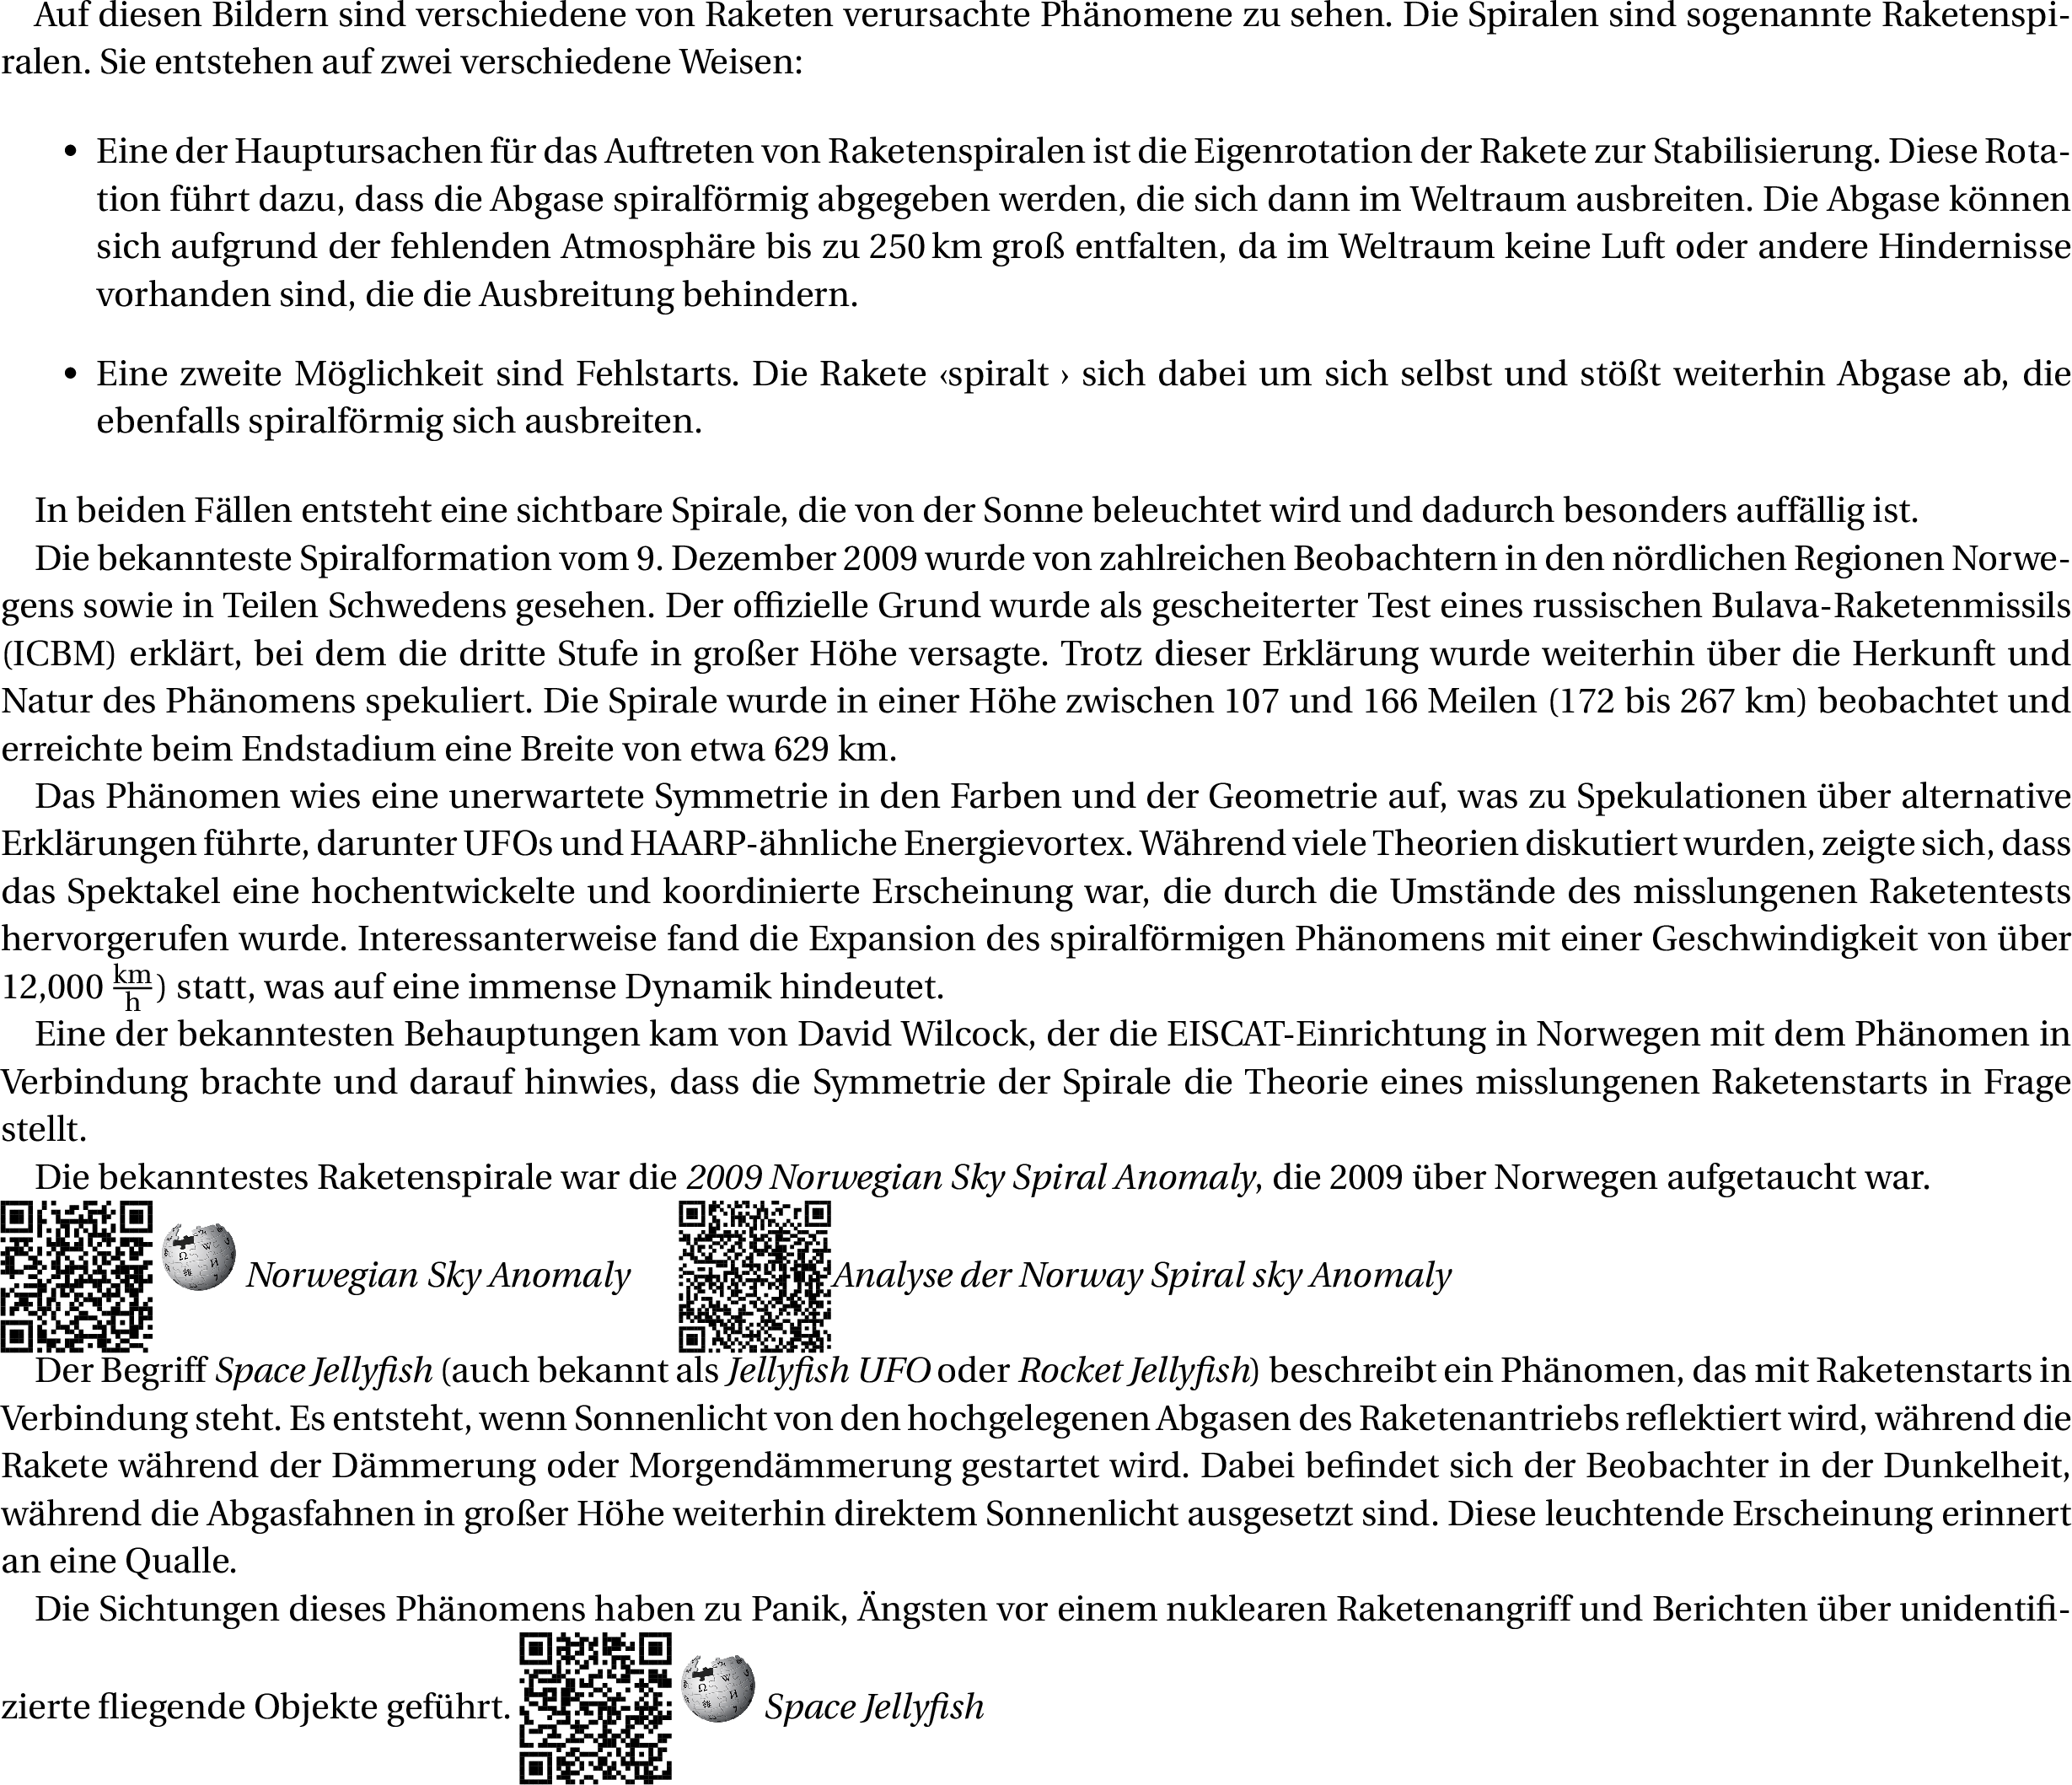 Auf diesen Bildern sind verschiedene von Raketen verursachte Phänomene zu sehen. Die Spiralen sind sogenannte Raketenspi-
ralen. Sie entstehen auf zwei verschiedene Weisen:
• Eine der Hauptursachen für das Auftreten von Raketenspiralen ist die Eigenrotation der Rakete zur Stabilisierung. Diese Rota-
tion führt dazu, dass die Abgase spiralförmig abgegeben werden, die sich dann im Weltraum ausbreiten. Die Abgase können
sich aufgrund der fehlenden Atmosphäre bis zu 250 km groß entfalten, da im Weltraum keine Luft oder andere Hindernisse
vorhanden sind, die die Ausbreitung behindern.
• Eine zweite Möglichkeit sind Fehlstarts. Die Rakete ‹spiralt › sich dabei um sich selbst und stößt weiterhin Abgase ab, die
ebenfalls spiralförmig sich ausbreiten.
In beiden Fällen entsteht eine sichtbare Spirale, die von der Sonne beleuchtet wird und dadurch besonders auffällig ist.
Die bekannteste Spiralformation vom 9. Dezember 2009 wurde von zahlreichen Beobachtern in den nördlichen Regionen Norwe-
gens sowie in Teilen Schwedens gesehen. Der offizielle Grund wurde als gescheiterter Test eines russischen Bulava-Raketenmissils
(ICBM) erklärt, bei dem die dritte Stufe in großer Höhe versagte. Trotz dieser Erklärung wurde weiterhin über die Herkunft und
Natur des Phänomens spekuliert. Die Spirale wurde in einer Höhe zwischen 107 und 166 Meilen (172 bis 267 km) beobachtet und
erreichte beim Endstadium eine Breite von etwa 629 km.
Das Phänomen wies eine unerwartete Symmetrie in den Farben und der Geometrie auf, was zu Spekulationen über alternative
Erklärungen führte, darunter UFOs und HAARP-ähnliche Energievortex. Während viele Theorien diskutiert wurden, zeigte sich, dass
das Spektakel eine hochentwickelte und koordinierte Erscheinung war, die durch die Umstände des misslungenen Raketentests
hervorgerufen wurde. Interessanterweise fand die Expansion des spiralförmigen Phänomens mit einer Geschwindigkeit von über
12,000 km/h) statt, was auf eine immense Dynamik hindeutet.
Eine der bekanntesten Behauptungen kam von David Wilcock, der die EISCAT-Einrichtung in Norwegen mit dem Phänomen in
Verbindung brachte und darauf hinwies, dass die Symmetrie der Spirale die Theorie eines misslungenen Raketenstarts in Frage
stellt.
Die bekanntestes Raketenspirale war die 2009 Norwegian Sky Spiral Anomaly, die 2009 über Norwegen aufgetaucht war.
Norwegian Sky Anomaly Analyse der Norway Spiral sky Anomaly
Der Begriff Space Jellyfish (auch bekannt als Jellyfish UFO oder Rocket Jellyfish) beschreibt ein Phänomen, das mit Raketenstarts in
Verbindung steht. Es entsteht, wenn Sonnenlicht von den hochgelegenen Abgasen des Raketenantriebs reflektiert wird, während die
Rakete während der Dämmerung oder Morgendämmerung gestartet wird. Dabei befindet sich der Beobachter in der Dunkelheit,
während die Abgasfahnen in großer Höhe weiterhin direktem Sonnenlicht ausgesetzt sind. Diese leuchtende Erscheinung erinnert
an eine Qualle.
Die Sichtungen dieses Phänomens haben zu Panik, Ängsten vor einem nuklearen Raketenangriff und Berichten über unidentifi-
zierte fliegende Objekte geführt. Space Jellyfish